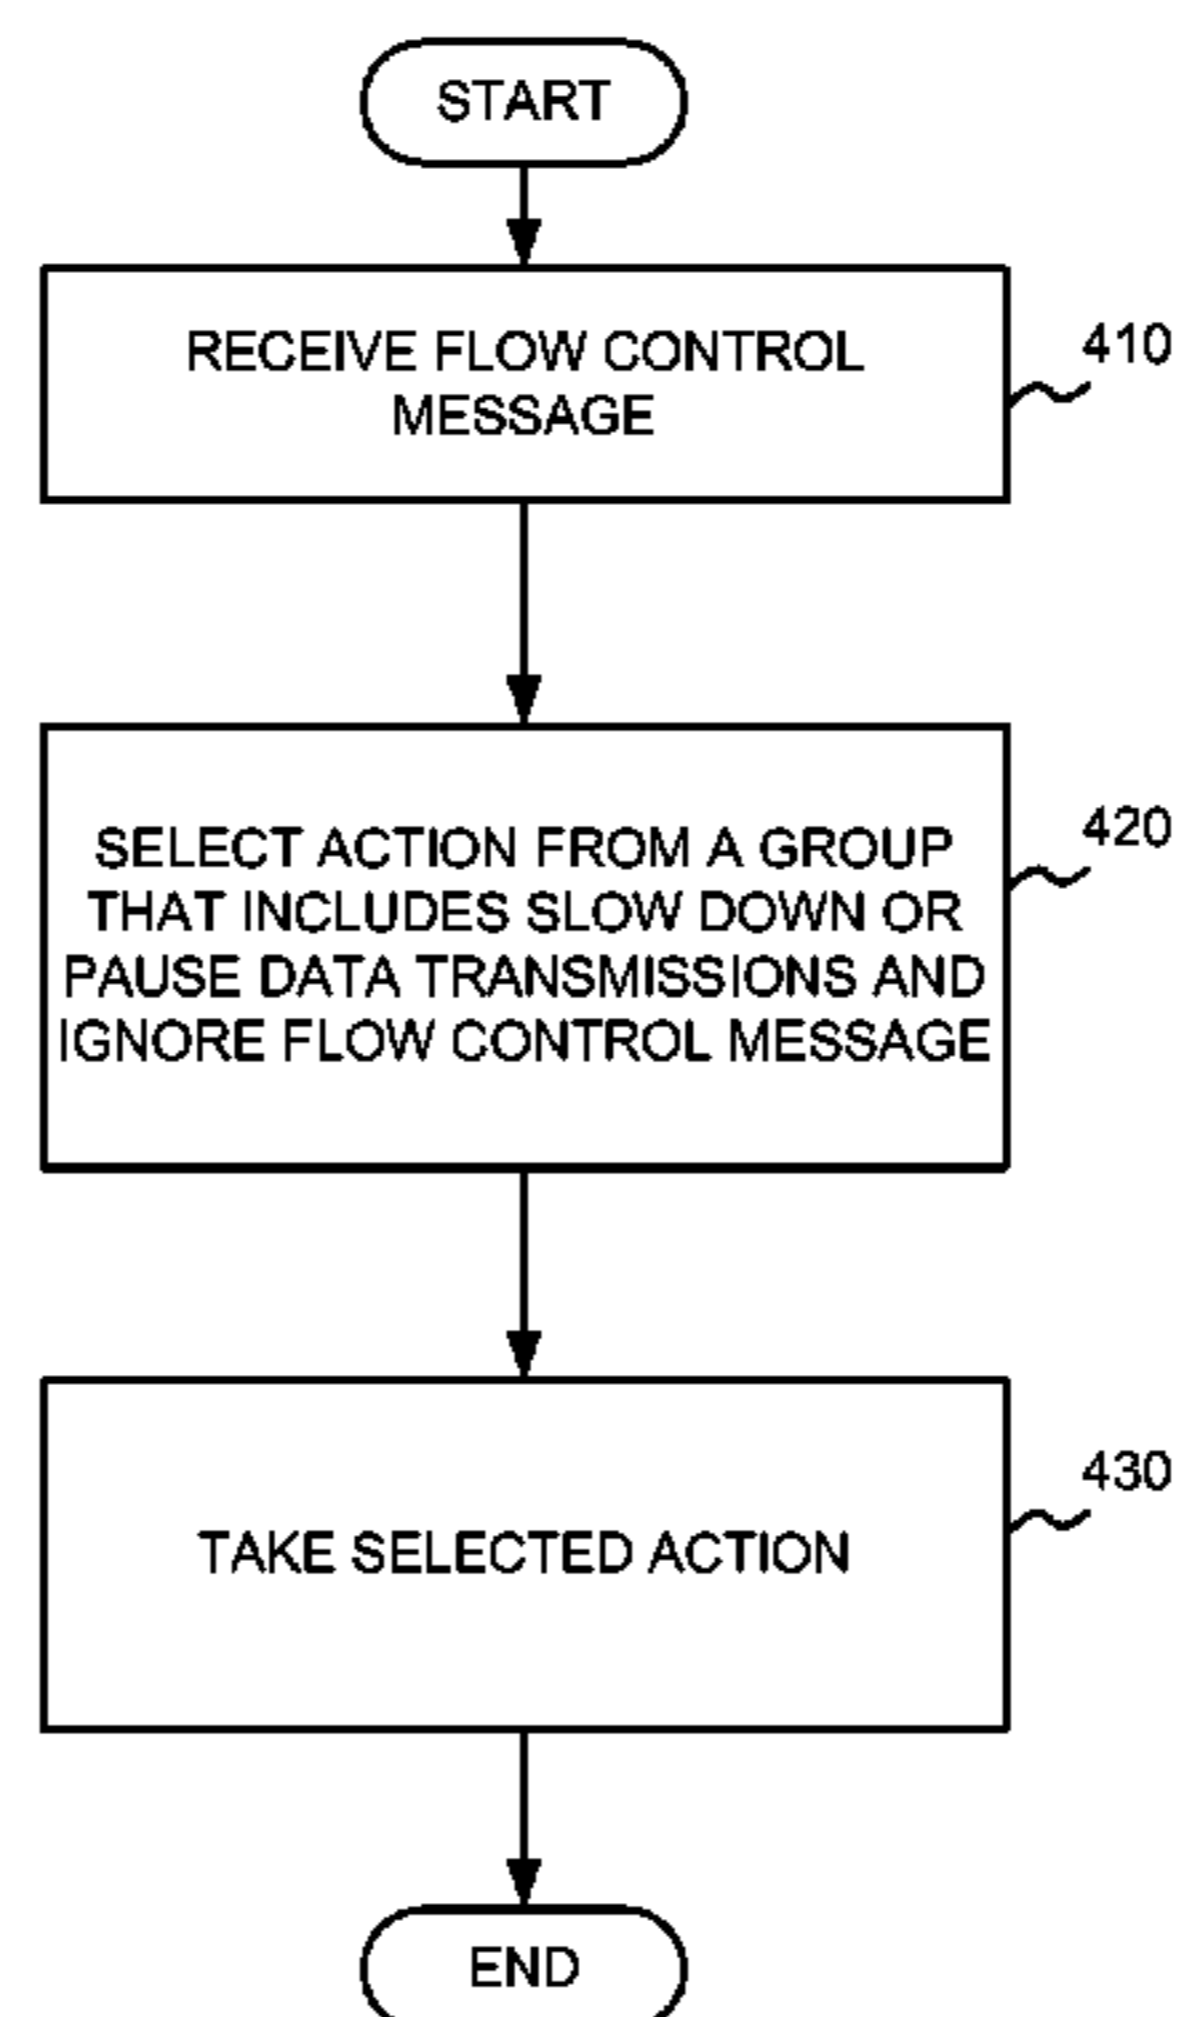 START
RECEIVE FLOW CONTROL
MESSAGE
410
SELECT ACTION FROM A GROUP
THAT INCLUDES SLOW DOWN OR
PAUSE DATA TRANSMISSIONS AND
IGNORE FLOW CONTROL MESSAGE
420
TAKE SELECTED ACTION
430
END